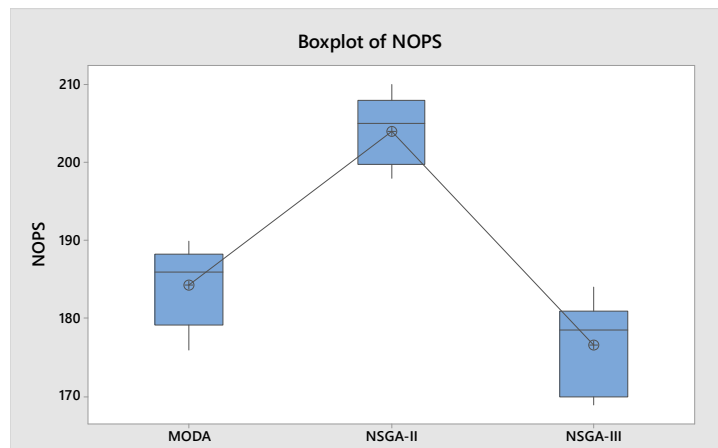 Boxplot of NOPS
210
200
190
180
170
NOPS
MODA NSGA-II NSGA-III